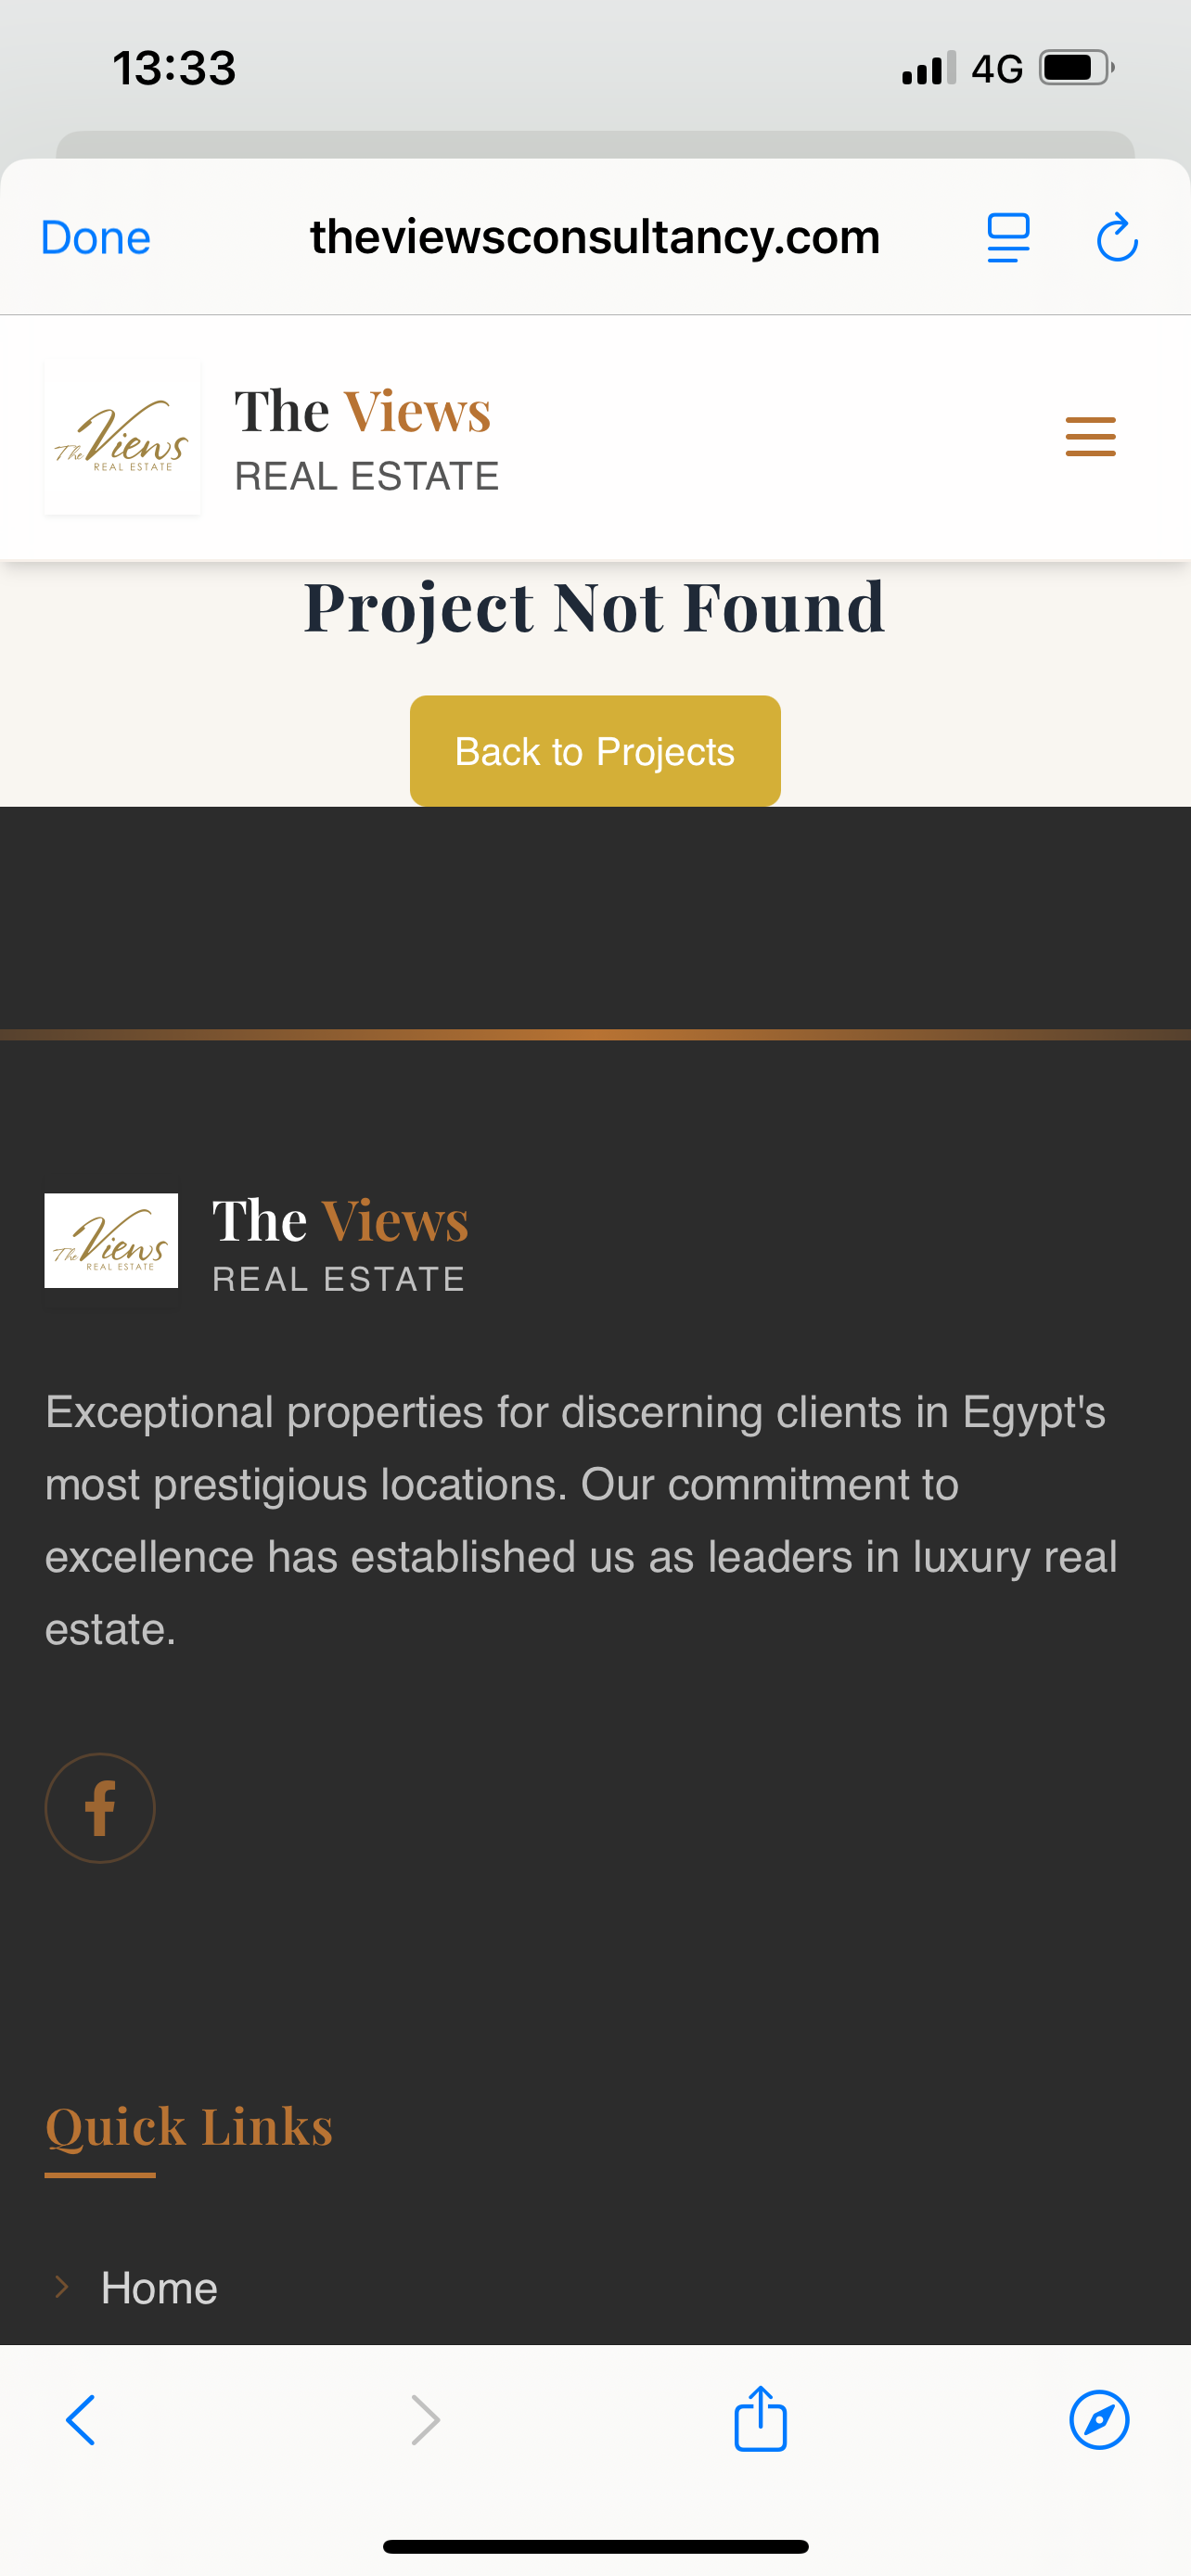 13:33
4G
Done
theviewsconsultancy.com
The Views
REAL ESTATE
The Views
REAL ESTATE
Project Not Found
Back to Projects
The Views
REAL ESTATE
The Views
REAL ESTATE
Exceptional properties for discerning clients in Egypt's
most prestigious locations. Our commitment to
excellence has established us as leaders in luxury real
estate.
Quick Links
Home